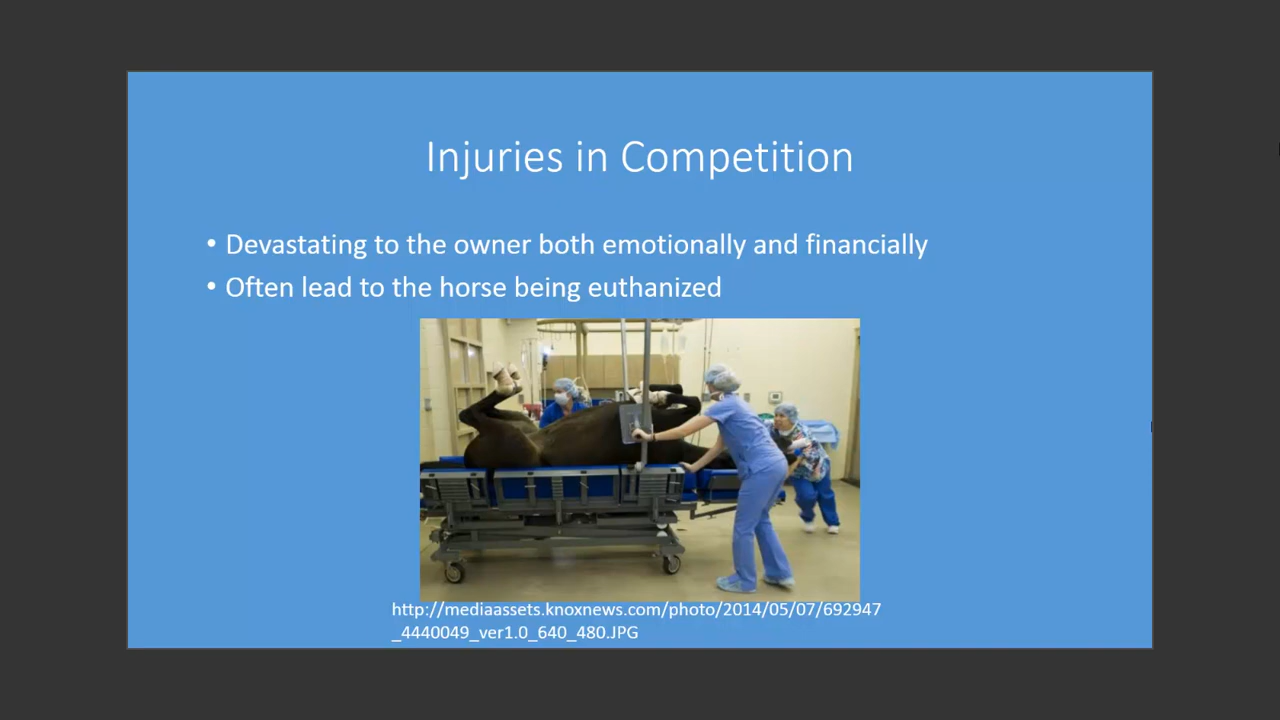 Injuries in Competition
• Devastating to the owner both emotionally and financially
• Often lead to the horse being euthanized
http://mediaassets.knoxnews.com/photo/2014/05/07/692947
_4440049_ver1.0_640_480.JPG